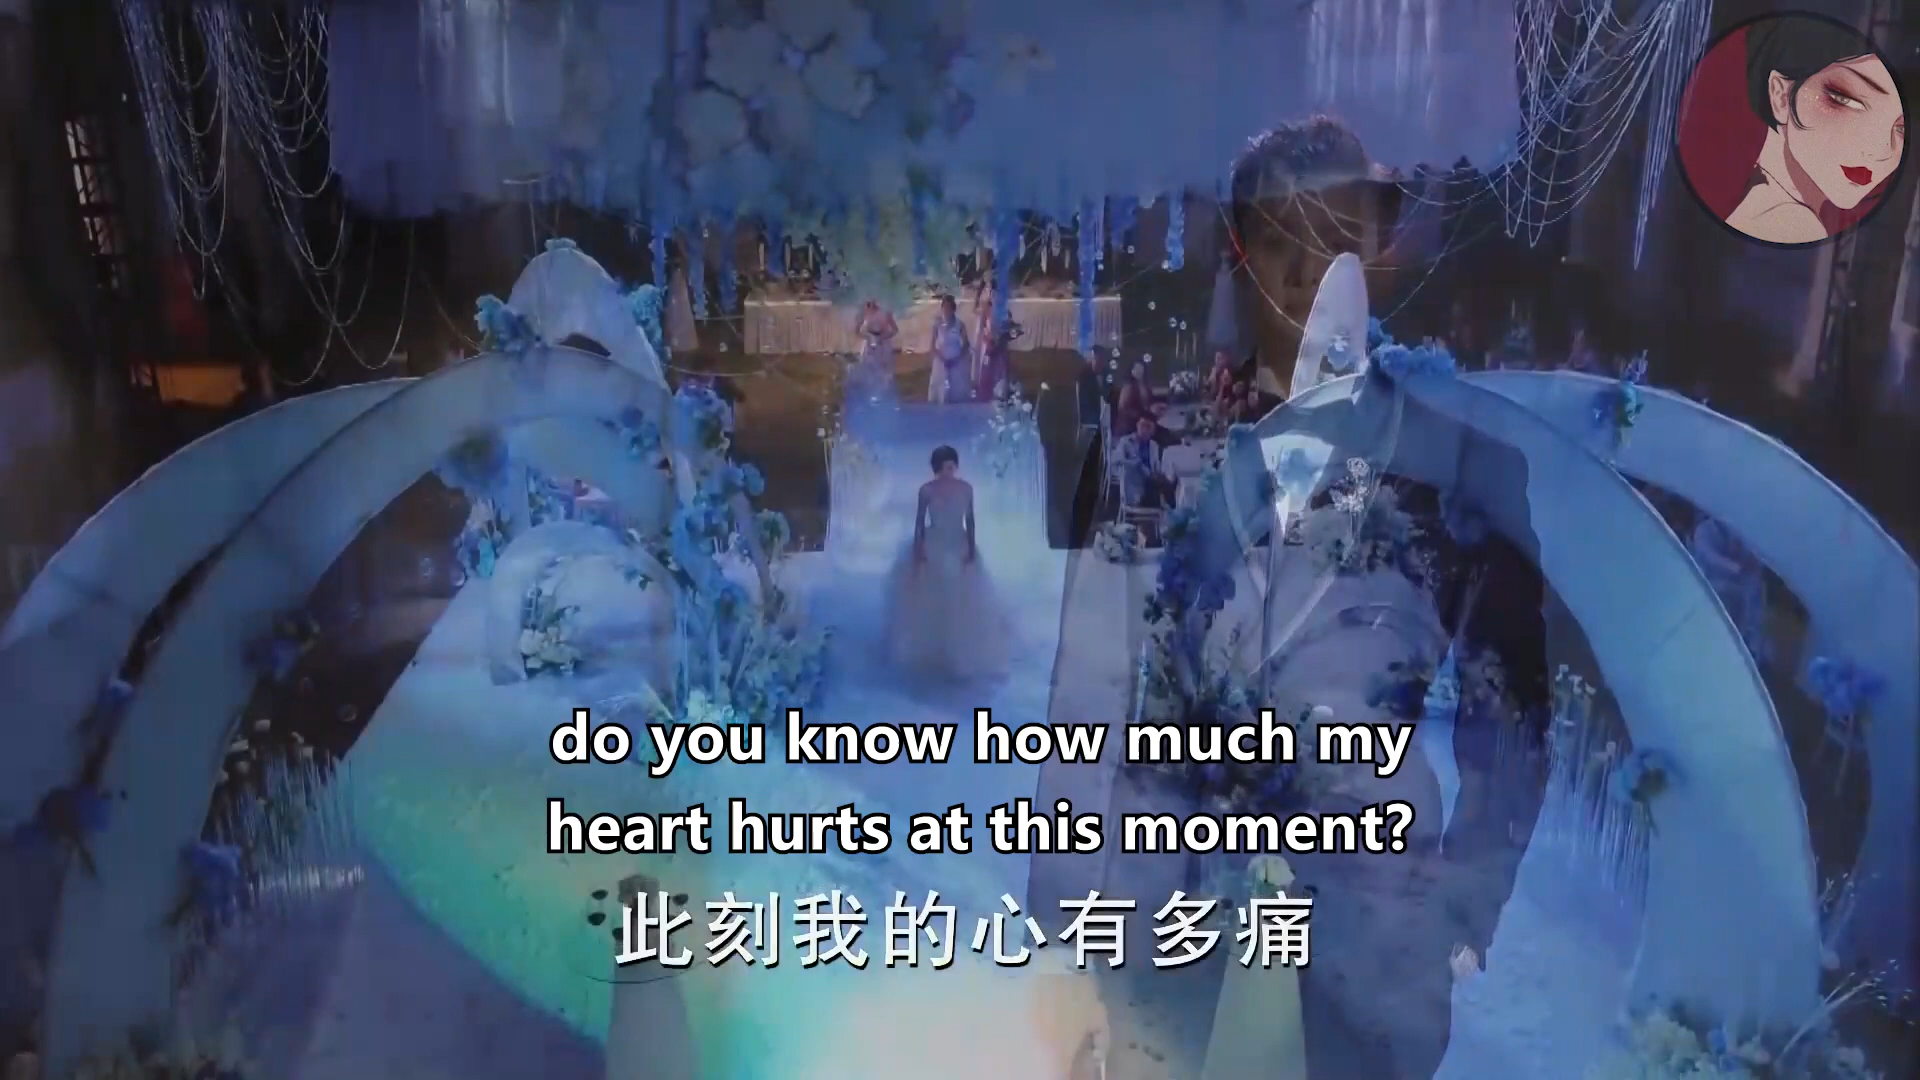 do you know how much my
heart hurts at this moment?
此刻我的心有多痛